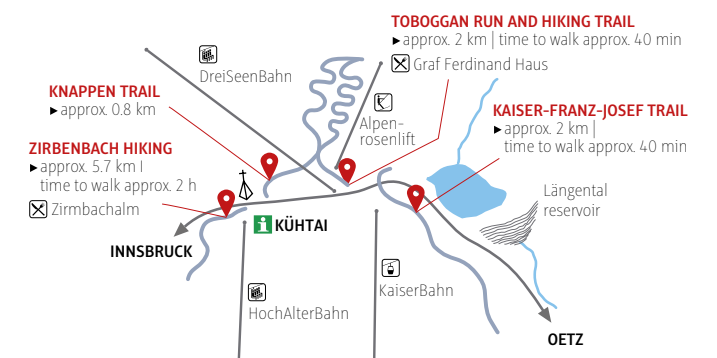 TOBOGGAN RUN AND HIKING TRAIL
▸ approx. 2 km | time to walk approx. 40 min
Graf Ferdinand Haus
DreiSeenBahn
KNAPPEN TRAIL
▸ approx. 0.8 km
Alpen-
rosenlift
KAISER-FRANZ-JOSEF TRAIL
▸ approx. 2 km |
time to walk approx. 40 min
ZIRBENBACH HIKING
▸ approx. 5.7 km I
time to walk approx. 2 h
Zirmbachalm
Längental
reservoir
i KÜHTAI
INNSBRUCK
KaiserBahn
HochAlterBahn
OETZ